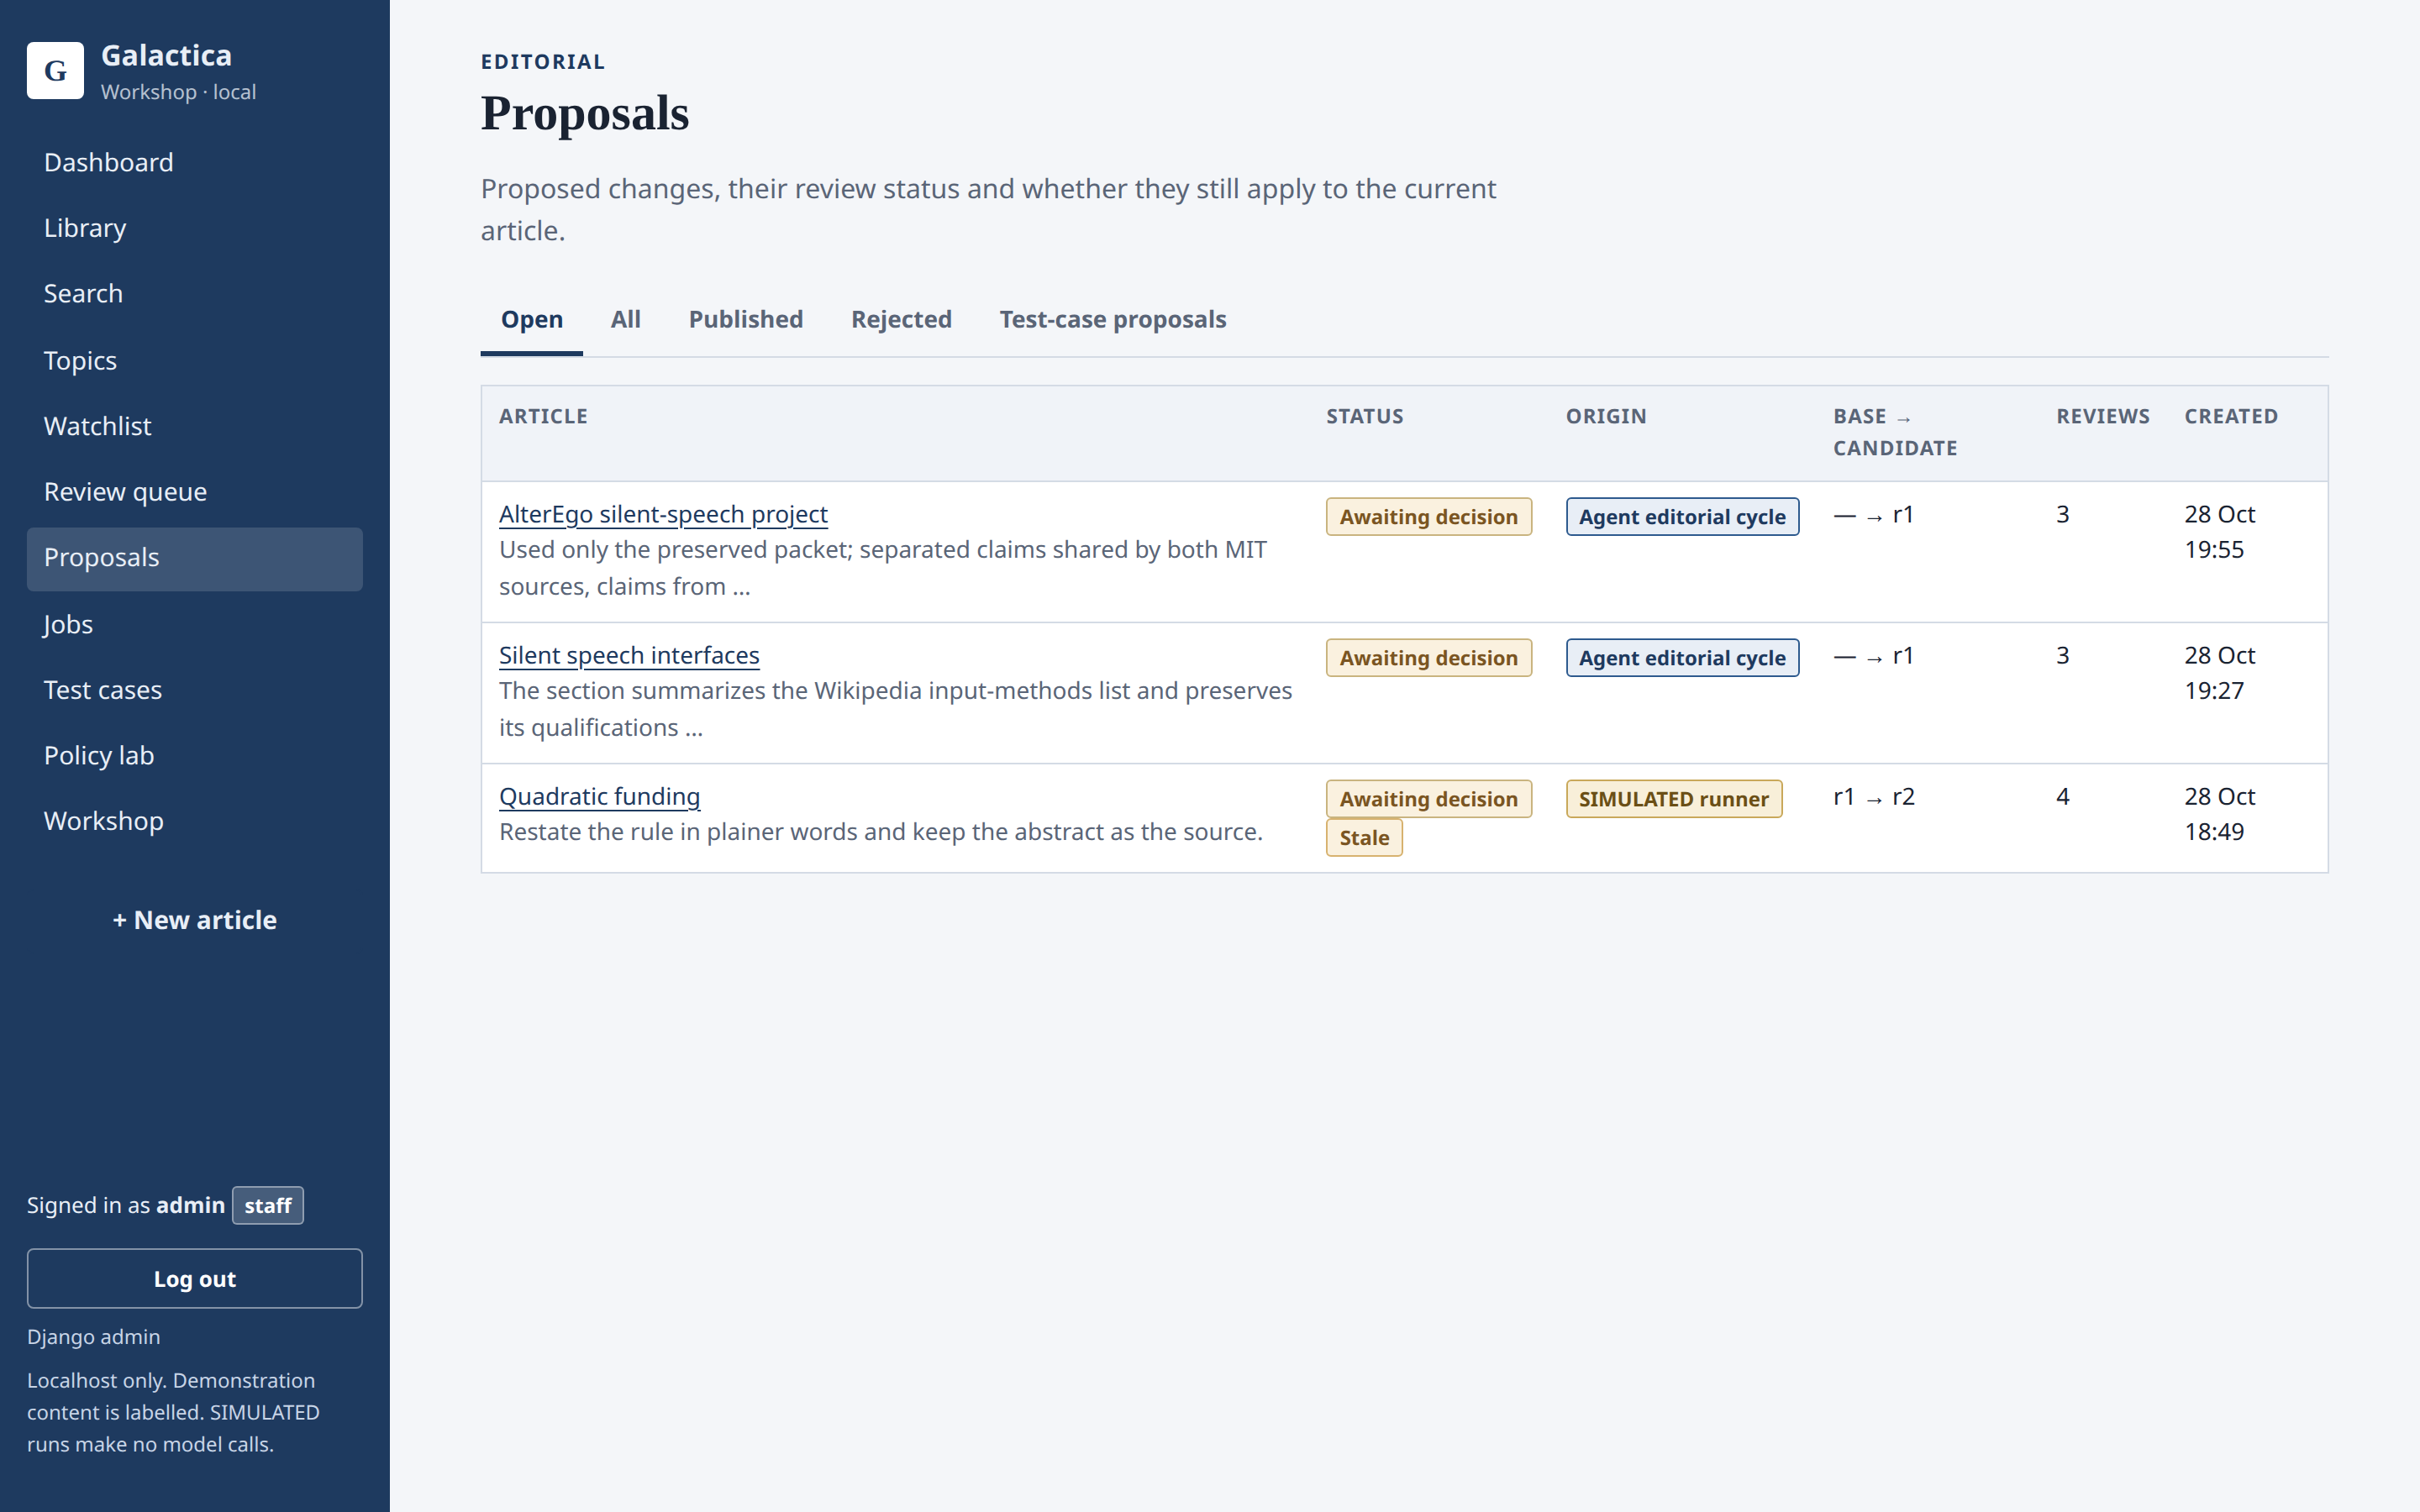 G
Galactica
Workshop · local
Dashboard
Library
Search
Topics
Watchlist
Review queue
Proposals
Jobs
Test cases
Policy lab
Workshop
+ New article
Signed in as admin staff
Log out
Django admin
Localhost only. Demonstration
content is labelled. SIMULATED
runs make no model calls.
EDITORIAL
Proposals
Proposed changes, their review status and whether they still apply to the current
article.
Open All Published Rejected Test-case proposals
ARTICLE STATUS ORIGIN BASE → REVIEWS CREATED
CANDIDATE
AlterEgo silent-speech project Awaiting decision Agent editorial cycle — → r1 3 28 Oct
Used only the preserved packet; separated claims shared by both MIT 19:55
sources, claims from ...
Silent speech interfaces Awaiting decision Agent editorial cycle — → r1 3 28 Oct
The section summarizes the Wikipedia input-methods list and preserves 19:27
its qualifications ...
Quadratic funding Awaiting decision SIMULATED runner r1 → r2 4 28 Oct
Restate the rule in plainer words and keep the abstract as the source. Stale 18:49